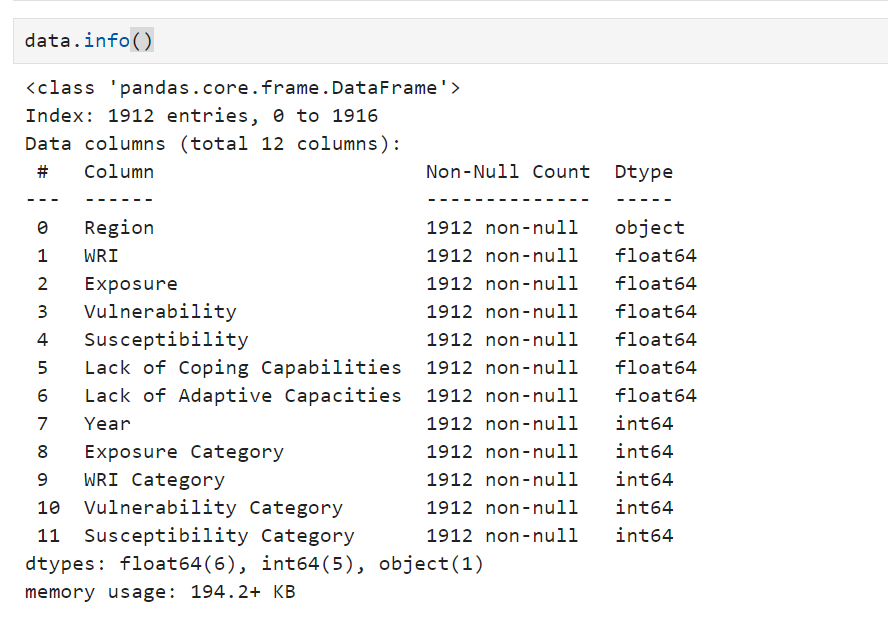 data.info()
<class 'pandas.core.frame.DataFrame'>
Index: 1912 entries, 0 to 1916
Data columns (total 12 columns):
 #   Column                      Non-Null Count  Dtype
---  ------                      --------------  -----
 0   Region                      1912 non-null   object
 1   WRI                         1912 non-null   float64
 2   Exposure                    1912 non-null   float64
 3   Vulnerability               1912 non-null   float64
 4   Susceptibility              1912 non-null   float64
 5   Lack of Coping Capabilities  1912 non-null   float64
 6   Lack of Adaptive Capacities  1912 non-null   float64
 7   Year                        1912 non-null   int64
 8   Exposure Category           1912 non-null   int64
 9   WRI Category                1912 non-null   int64
 10  Vulnerability Category      1912 non-null   int64
 11  Susceptibility Category     1912 non-null   int64
dtypes: float64(6), int64(5), object(1)
memory usage: 194.2+ KB